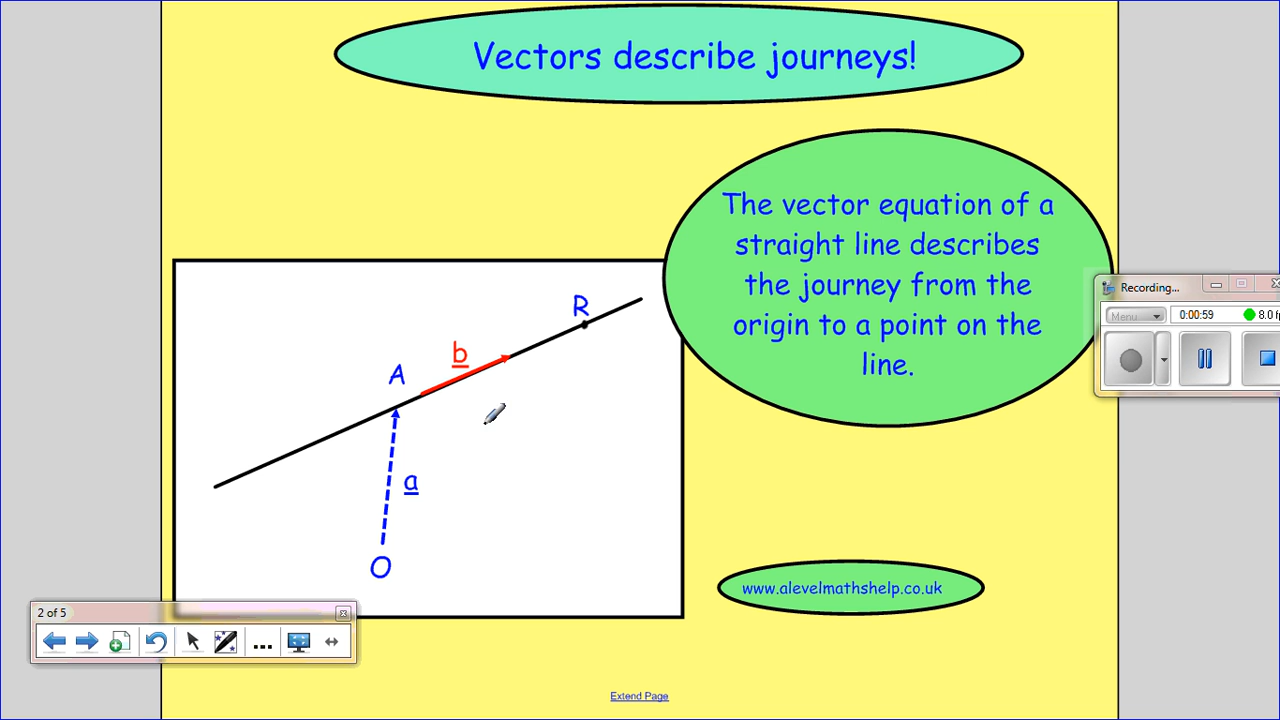 Vectors describe journeys!
The vector equation of a
straight line describes
the journey from the
origin to a point on the
line.
R
b
A
a
O
Recording...
Menu
0:00:59
8.0 f
www.alevelmathshelp.co.uk
2 of 5
...
Extend Page